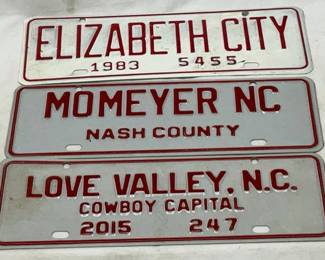 ELIZABETH CITY
1983 5455
MOMEYER NC
NASH COUNTY
LOVE VALLEY, N.C.
COWBOY CAPITAL
2015 247